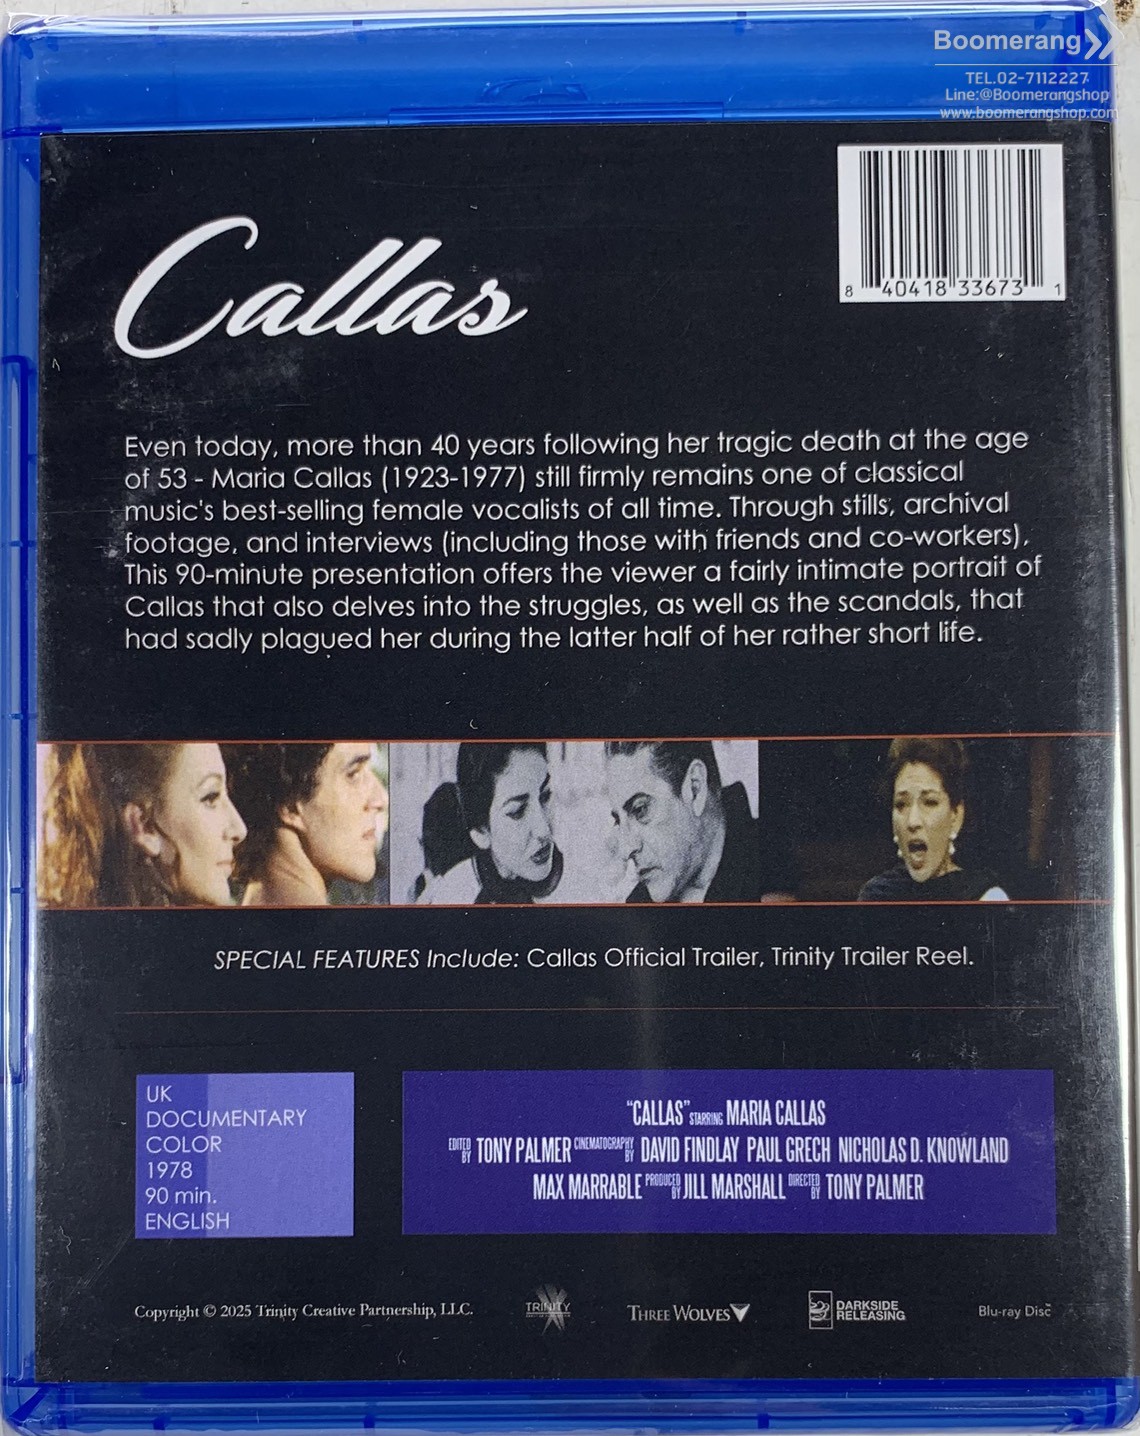 Boomerang
TEL.02-7112227
Line:@Boomerangshop
www.boomerangshop.com
8 40418 33673 1
Callas
Even today, more than 40 years following her tragic death at the age
of 53 - Maria Callas (1923-1977) still firmly remains one of classical
music's best-selling female vocalists of all time. Through stills, archival
footage, and interviews (including those with friends and co-workers),
This 90-minute presentation offers the viewer a fairly intimate portrait of
Callas that also delves into the struggles, as well as the scandals, that
had sadly plagued her during the latter half of her rather short life.
SPECIAL FEATURES Include: Callas Official Trailer, Trinity Trailer Reel.
UK
DOCUMENTARY
COLOR
1978
90 min.
ENGLISH
"CALLAS" STARRING MARIA CALLAS
EDITED BY TONY PALMER CINEMATOGRAPHY BY DAVID FINDLAY PAUL GRECH NICHOLAS D. KNOWLAND
MAX MARRABLE PRODUCED BY JILL MARSHALL DIRECTED BY TONY PALMER
Copyright © 2025 Trinity Creative Partnership, LLC.
TRINITY
THREE WOLVES
DARKSIDE
RELEASING
Blu-ray Disc